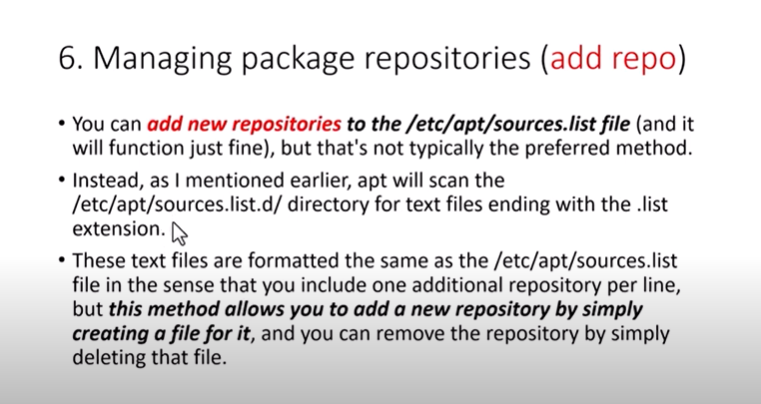 6. Managing package repositories (add repo)
• You can add new repositories to the /etc/apt/sources.list file (and it
will function just fine), but that's not typically the preferred method.
• Instead, as I mentioned earlier, apt will scan the
/etc/apt/sources.list.d/ directory for text files ending with the .list
extension.
• These text files are formatted the same as the /etc/apt/sources.list
file in the sense that you include one additional repository per line,
but this method allows you to add a new repository by simply
creating a file for it, and you can remove the repository by simply
deleting that file.